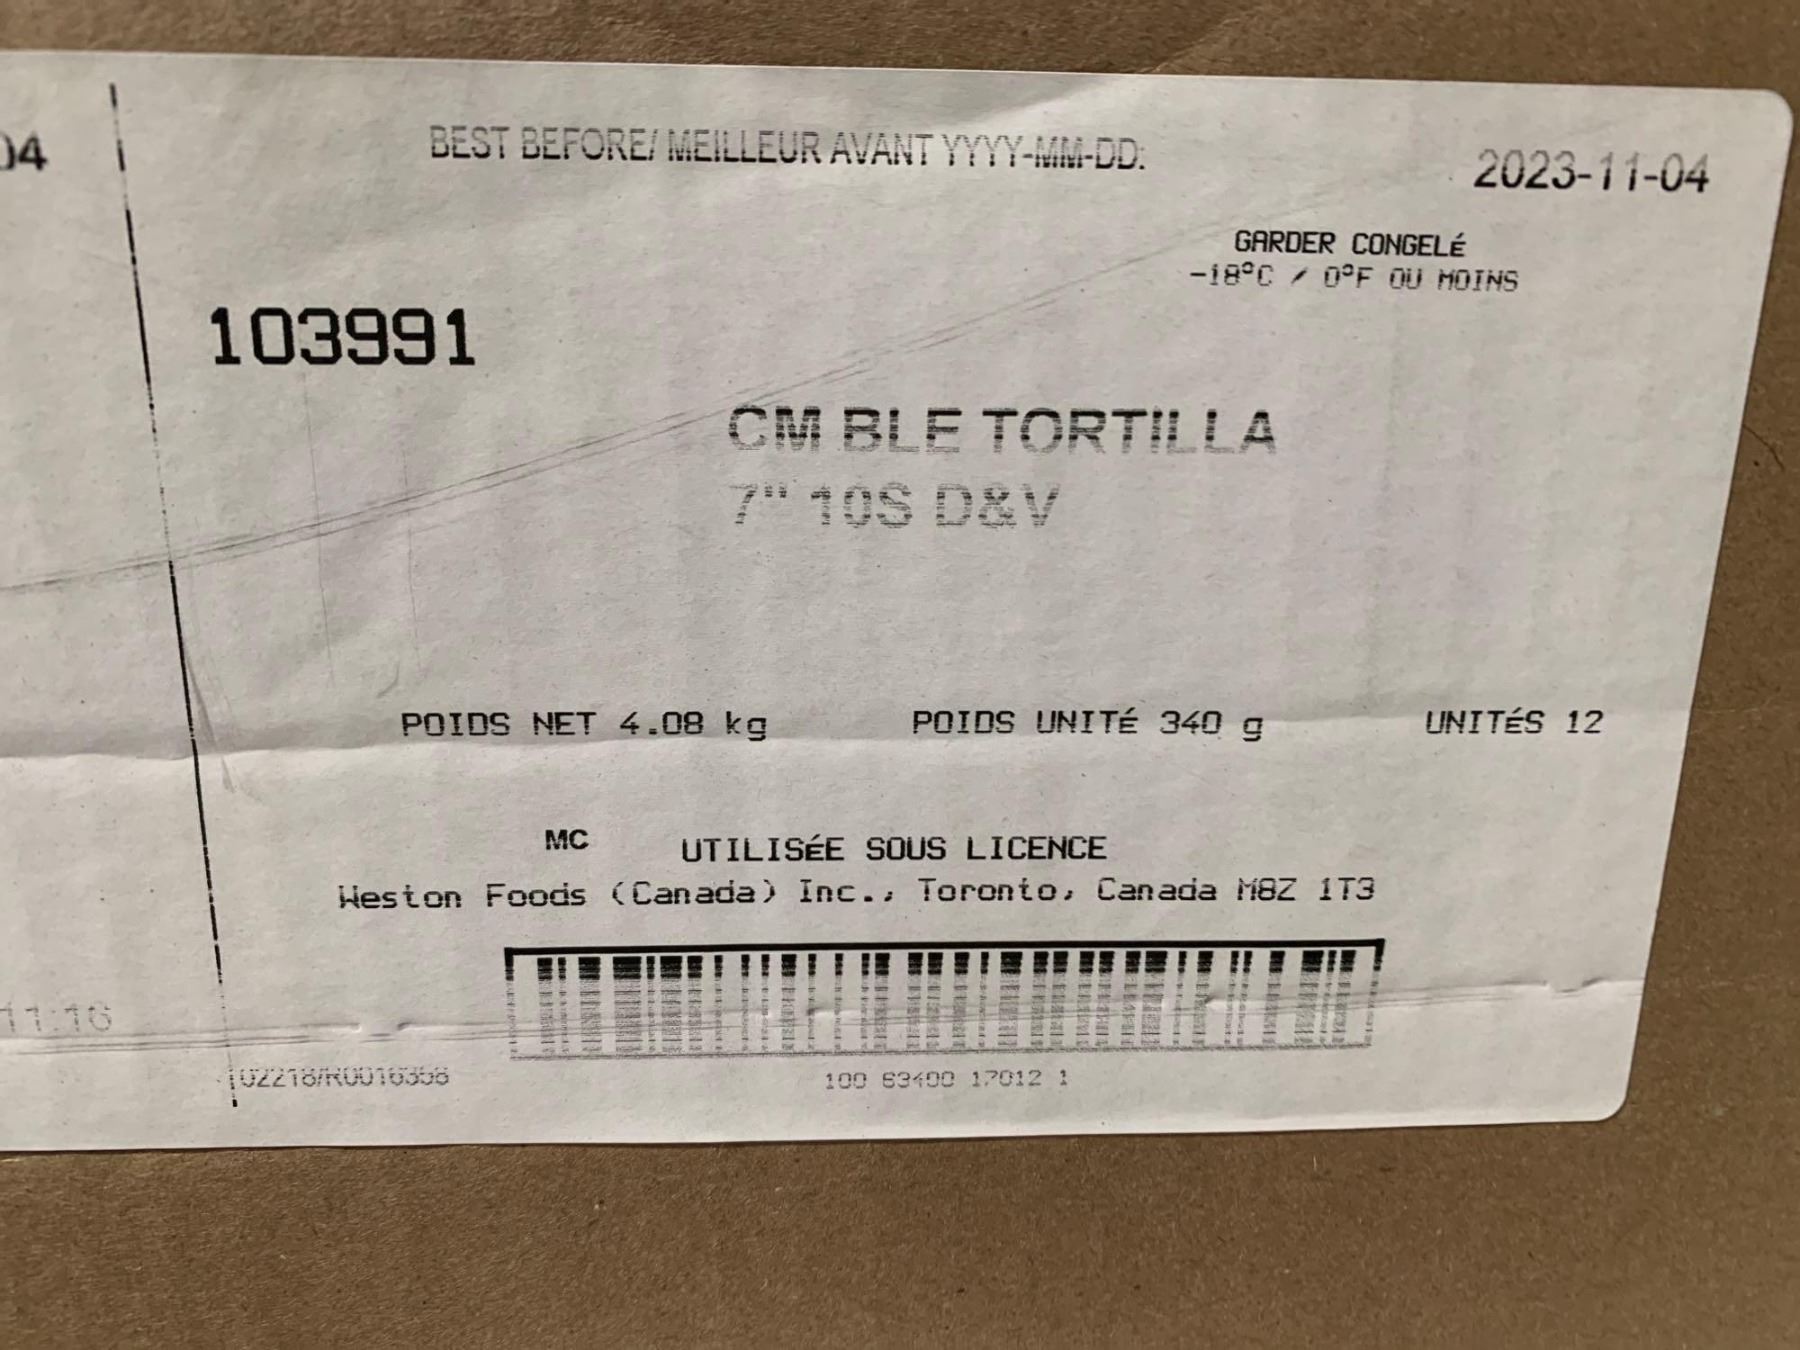 04
BEST BEFORE/ MEILLEUR AVANT YYYY-MM-DD:
2023-11-04
GARDER CONGELÉ
-18°C / 0°F OU MOINS
103991
CM BLE TORTILLA
7" 10S D&V
POIDS NET 4.08 kg
POIDS UNITÉ 340 g
UNITÉS 12
MC
UTILISÉE SOUS LICENCE
Weston Foods (Canada) Inc., Toronto, Canada M8Z 1T3
11:16
02218/R0016358
100 63400 17012 1